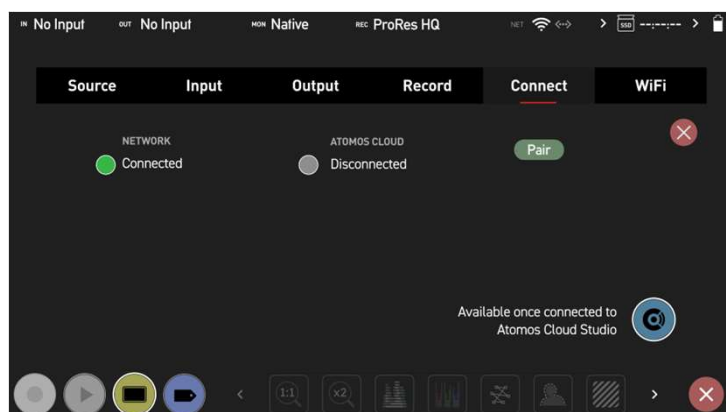 IN No Input OUT No Input MON Native REC ProRes HQ NET > SSD --:--:-- >
Source Input Output Record Connect WiFi
NETWORK ATOMOS CLOUD
Connected Disconnected Pair
Available once connected to
Atomos Cloud Studio
1:1 x2